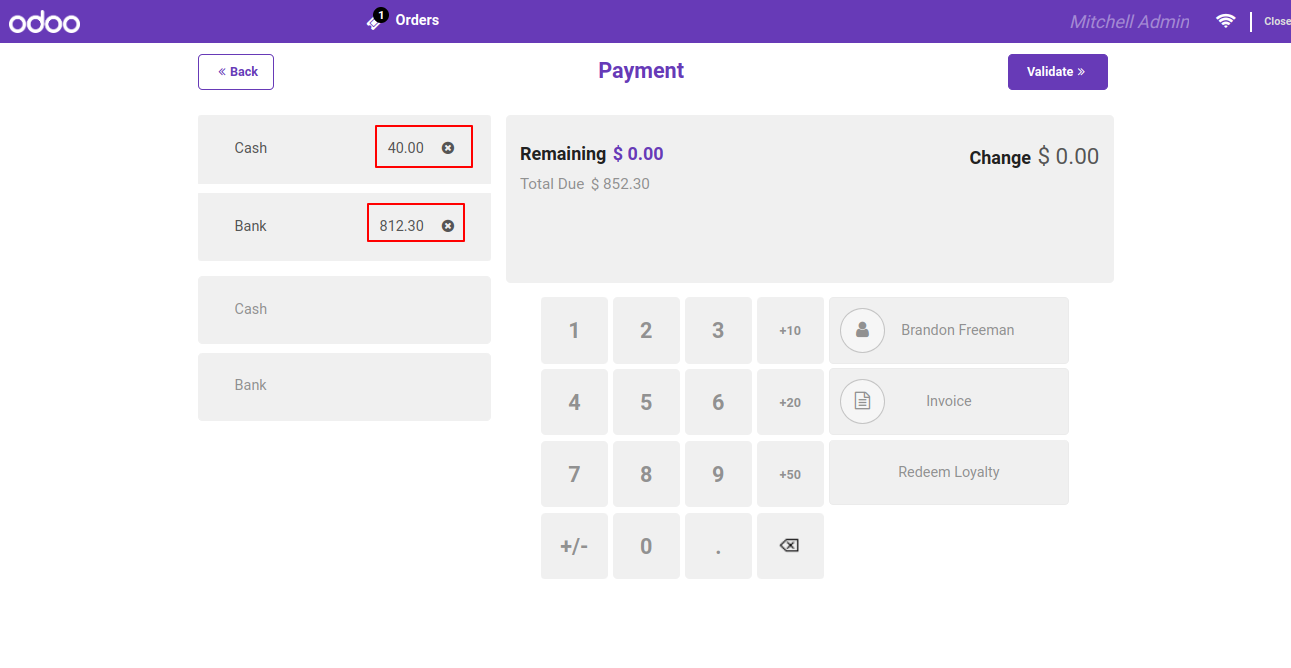 odoo
1 Orders
Mitchell Admin
Close
« Back
Payment
Validate »
Cash 40.00
Bank 812.30
Cash
Bank
Remaining $ 0.00
Total Due $ 852.30
Change $ 0.00
1 2 3 +10
4 5 6 +20
7 8 9 +50
+/- 0 .
Brandon Freeman
Invoice
Redeem Loyalty